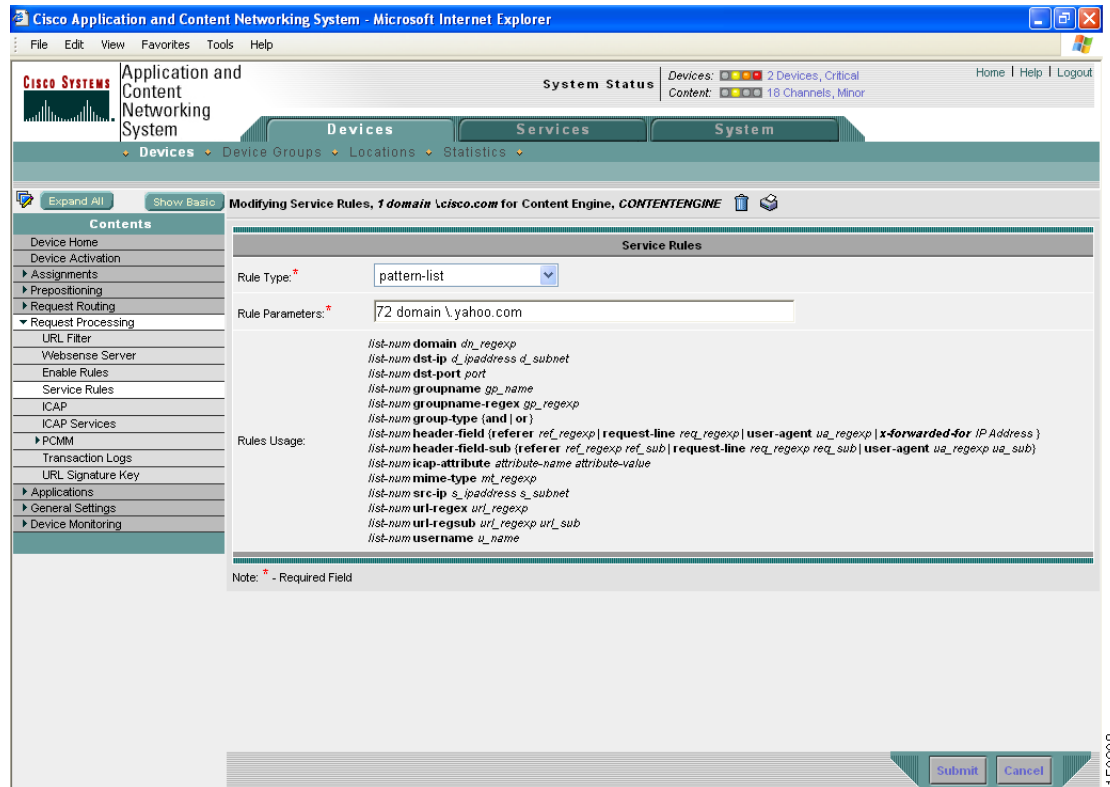 Cisco Application and Content Networking System - Microsoft Internet Explorer
File Edit View Favorites Tools Help
CISCO SYSTEMS
Application and
Content
Networking
System
System Status
Devices: 2 Devices, Critical
Content: 18 Channels, Minor
Home | Help | Logout
Devices Services System
Devices Device Groups Locations Statistics
Expand All Show Basic
Modifying Service Rules, 1 domain \.cisco.com for Content Engine, CONTENTENGINE
Contents
Device Home
Device Activation
Assignments
Prepositioning
Request Routing
Request Processing
URL Filter
Websense Server
Enable Rules
Service Rules
ICAP
ICAP Services
PCMM
Transaction Logs
URL Signature Key
Applications
General Settings
Device Monitoring
Service Rules
Rule Type:* pattern-list
Rule Parameters:* 72 domain \.yahoo.com
Rules Usage:
list-num domain dn_regexp
list-num dst-ip d_ipaddress d_subnet
list-num dst-port port
list-num groupname gp_name
list-num groupname-regex gp_regexp
list-num group-type {and | or}
list-num header-field {referer ref_regexp | request-line req_regexp | user-agent ua_regexp | x-forwarded-for IP Address }
list-num header-field-sub {referer ref_regexp ref_sub | request-line req_regexp req_sub | user-agent ua_regexp ua_sub}
list-num icap-attribute attribute-name attribute-value
list-num mime-type mt_regexp
list-num src-ip s_ipaddress s_subnet
list-num url-regex url_regexp
list-num url-regsub url_regexp url_sub
list-num username u_name
Note: * - Required Field
Submit Cancel